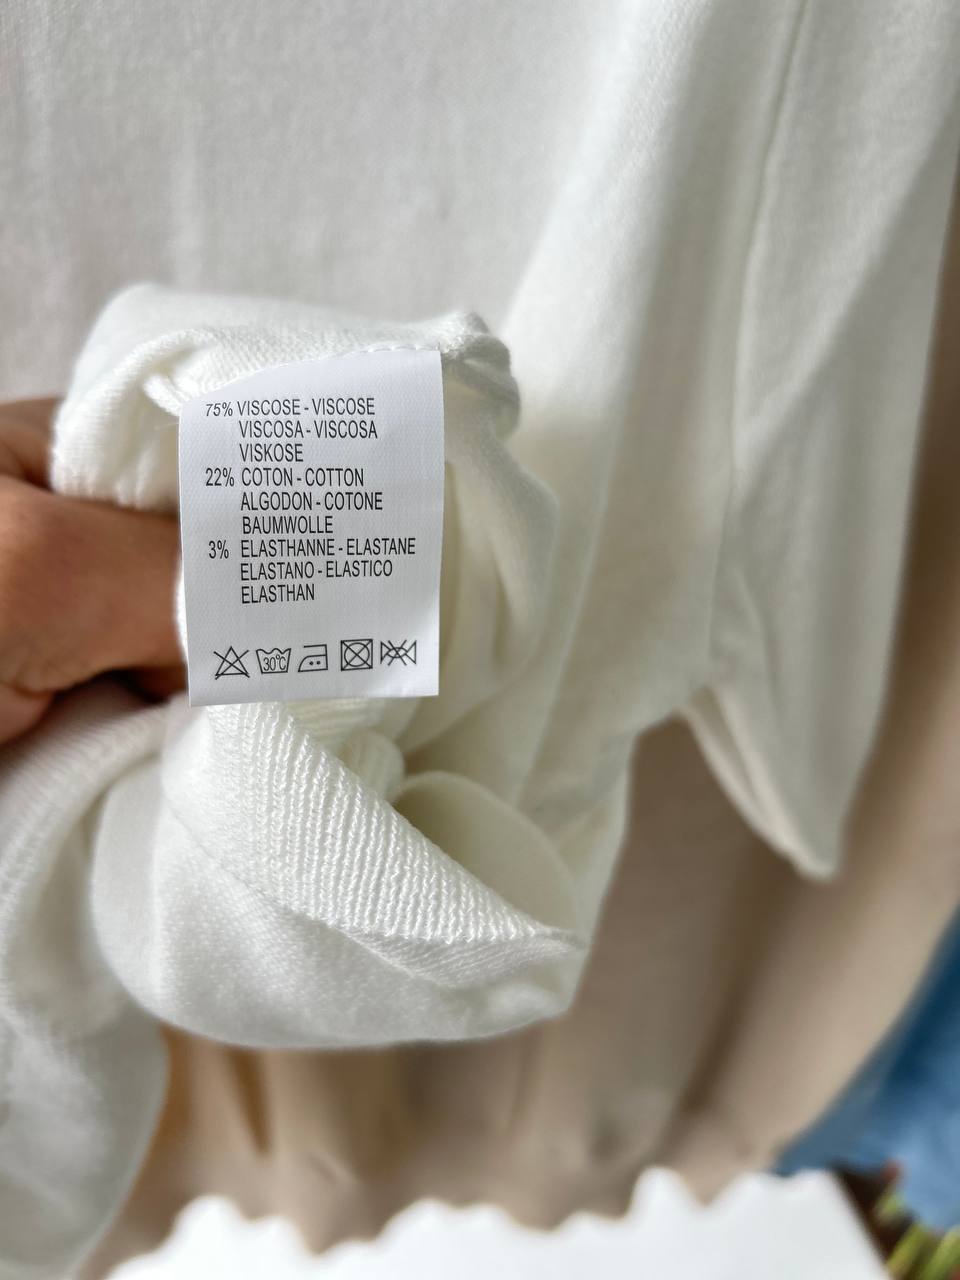 75% VISCOSE - VISCOSE
VISCOSA - VISCOSA
VISKOSE
22% COTON - COTTON
ALGODON - COTONE
BAUMWOLLE
3% ELASTHANNE - ELASTANE
ELASTANO - ELASTICO
ELASTHAN
30°C